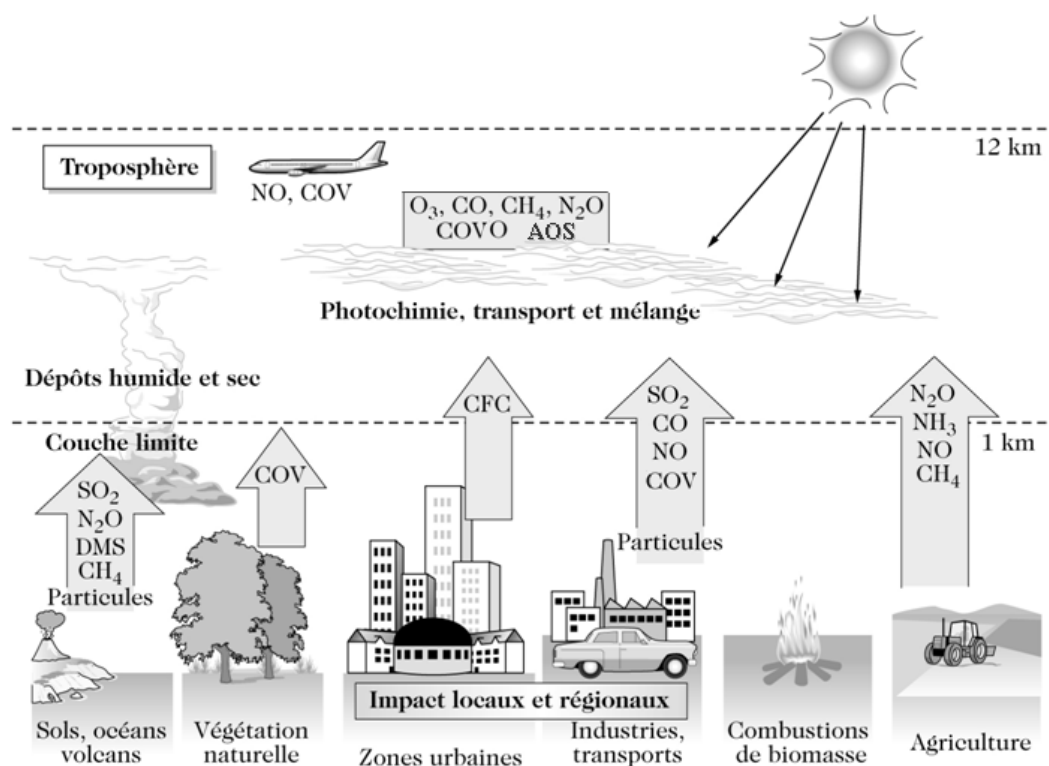 12 km
Troposphère
NO, COV
O₃, CO, CH₄, N₂O
COVO AOS
Photochimie, transport et mélange
Dépôts humide et sec
Couche limite
1 km
SO₂
N₂O
DMS
CH₄
Particules
COV
CFC
SO₂
CO
NO
COV
Particules
N₂O
NH₃
NO
CH₄
Impact locaux et régionaux
Sols, océans
volcans
Végétation
naturelle
Zones urbaines
Industries,
transports
Combustions
de biomasse
Agriculture